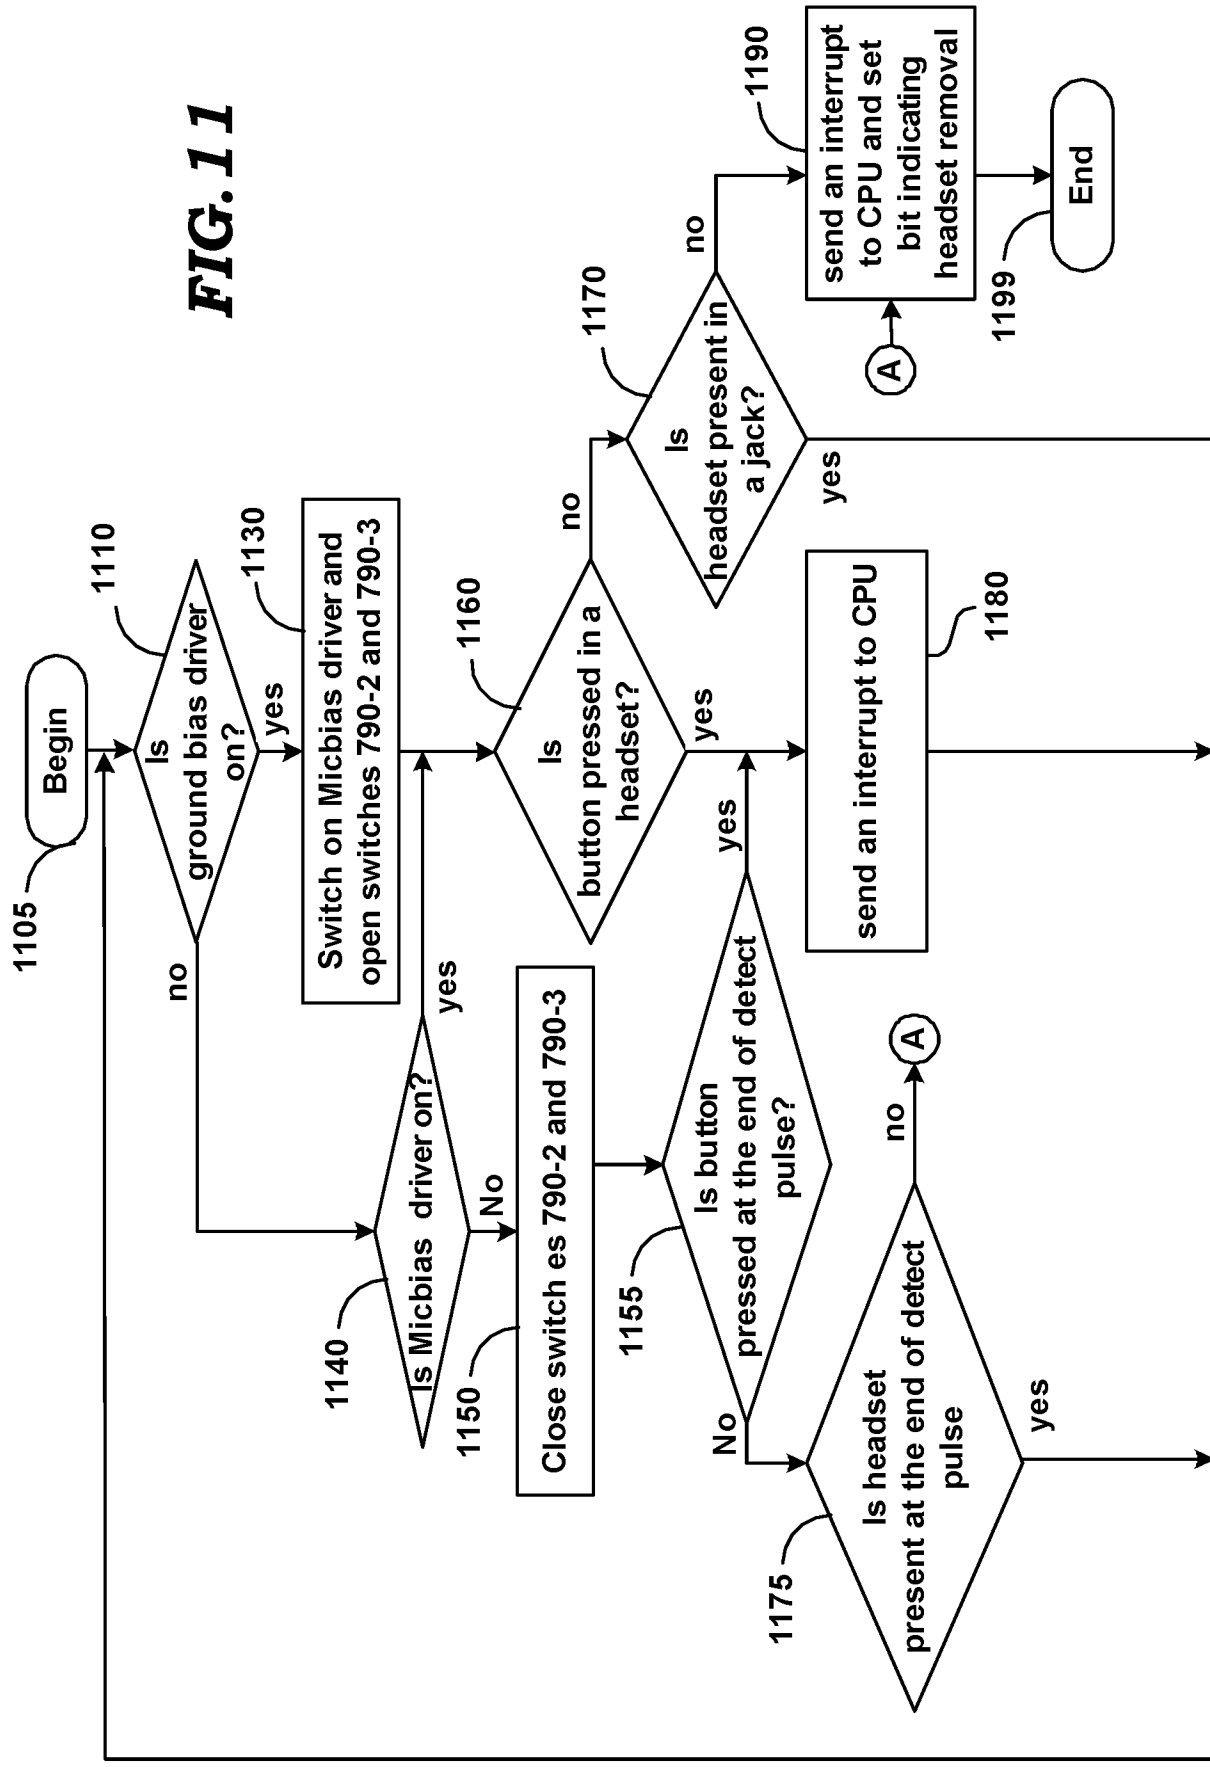 FIG.11
Begin
1105
Is
ground bias driver
on?
1110
no
yes
Switch on Micbias driver and
open switches 790-2 and 790-3
1130
Is Micbias driver on?
1140
yes
No
Close switch es 790-2 and 790-3
1150
Is
button pressed in a
headset?
1160
no
yes
Is button
pressed at the end of detect
pulse?
1155
yes
No
Is
headset present in
a jack?
1170
no
yes
Is headset
present at the end of detect
pulse
1175
no
A
yes
send an interrupt to CPU
1180
send an interrupt
to CPU and set
bit indicating
headset removal
1190
A
End
1199